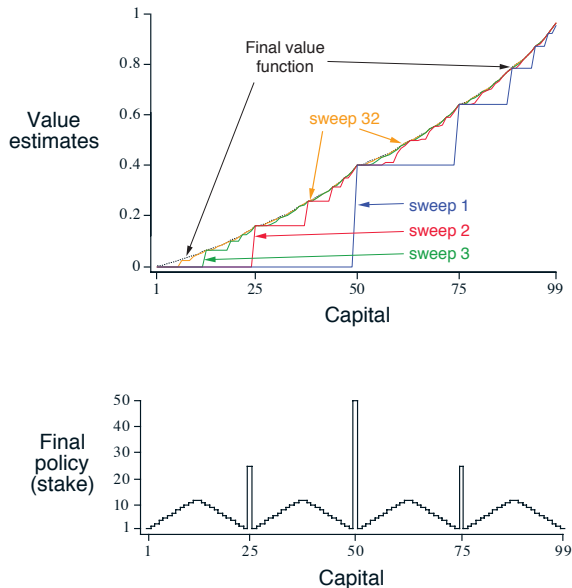 1
0.8
0.6
0.4
0.2
0
Value
estimates
Final value
function
sweep 32
sweep 1
sweep 2
sweep 3
1
25
50
75
99
Capital
50
40
30
20
10
1
Final
policy
(stake)
1
25
50
75
99
Capital